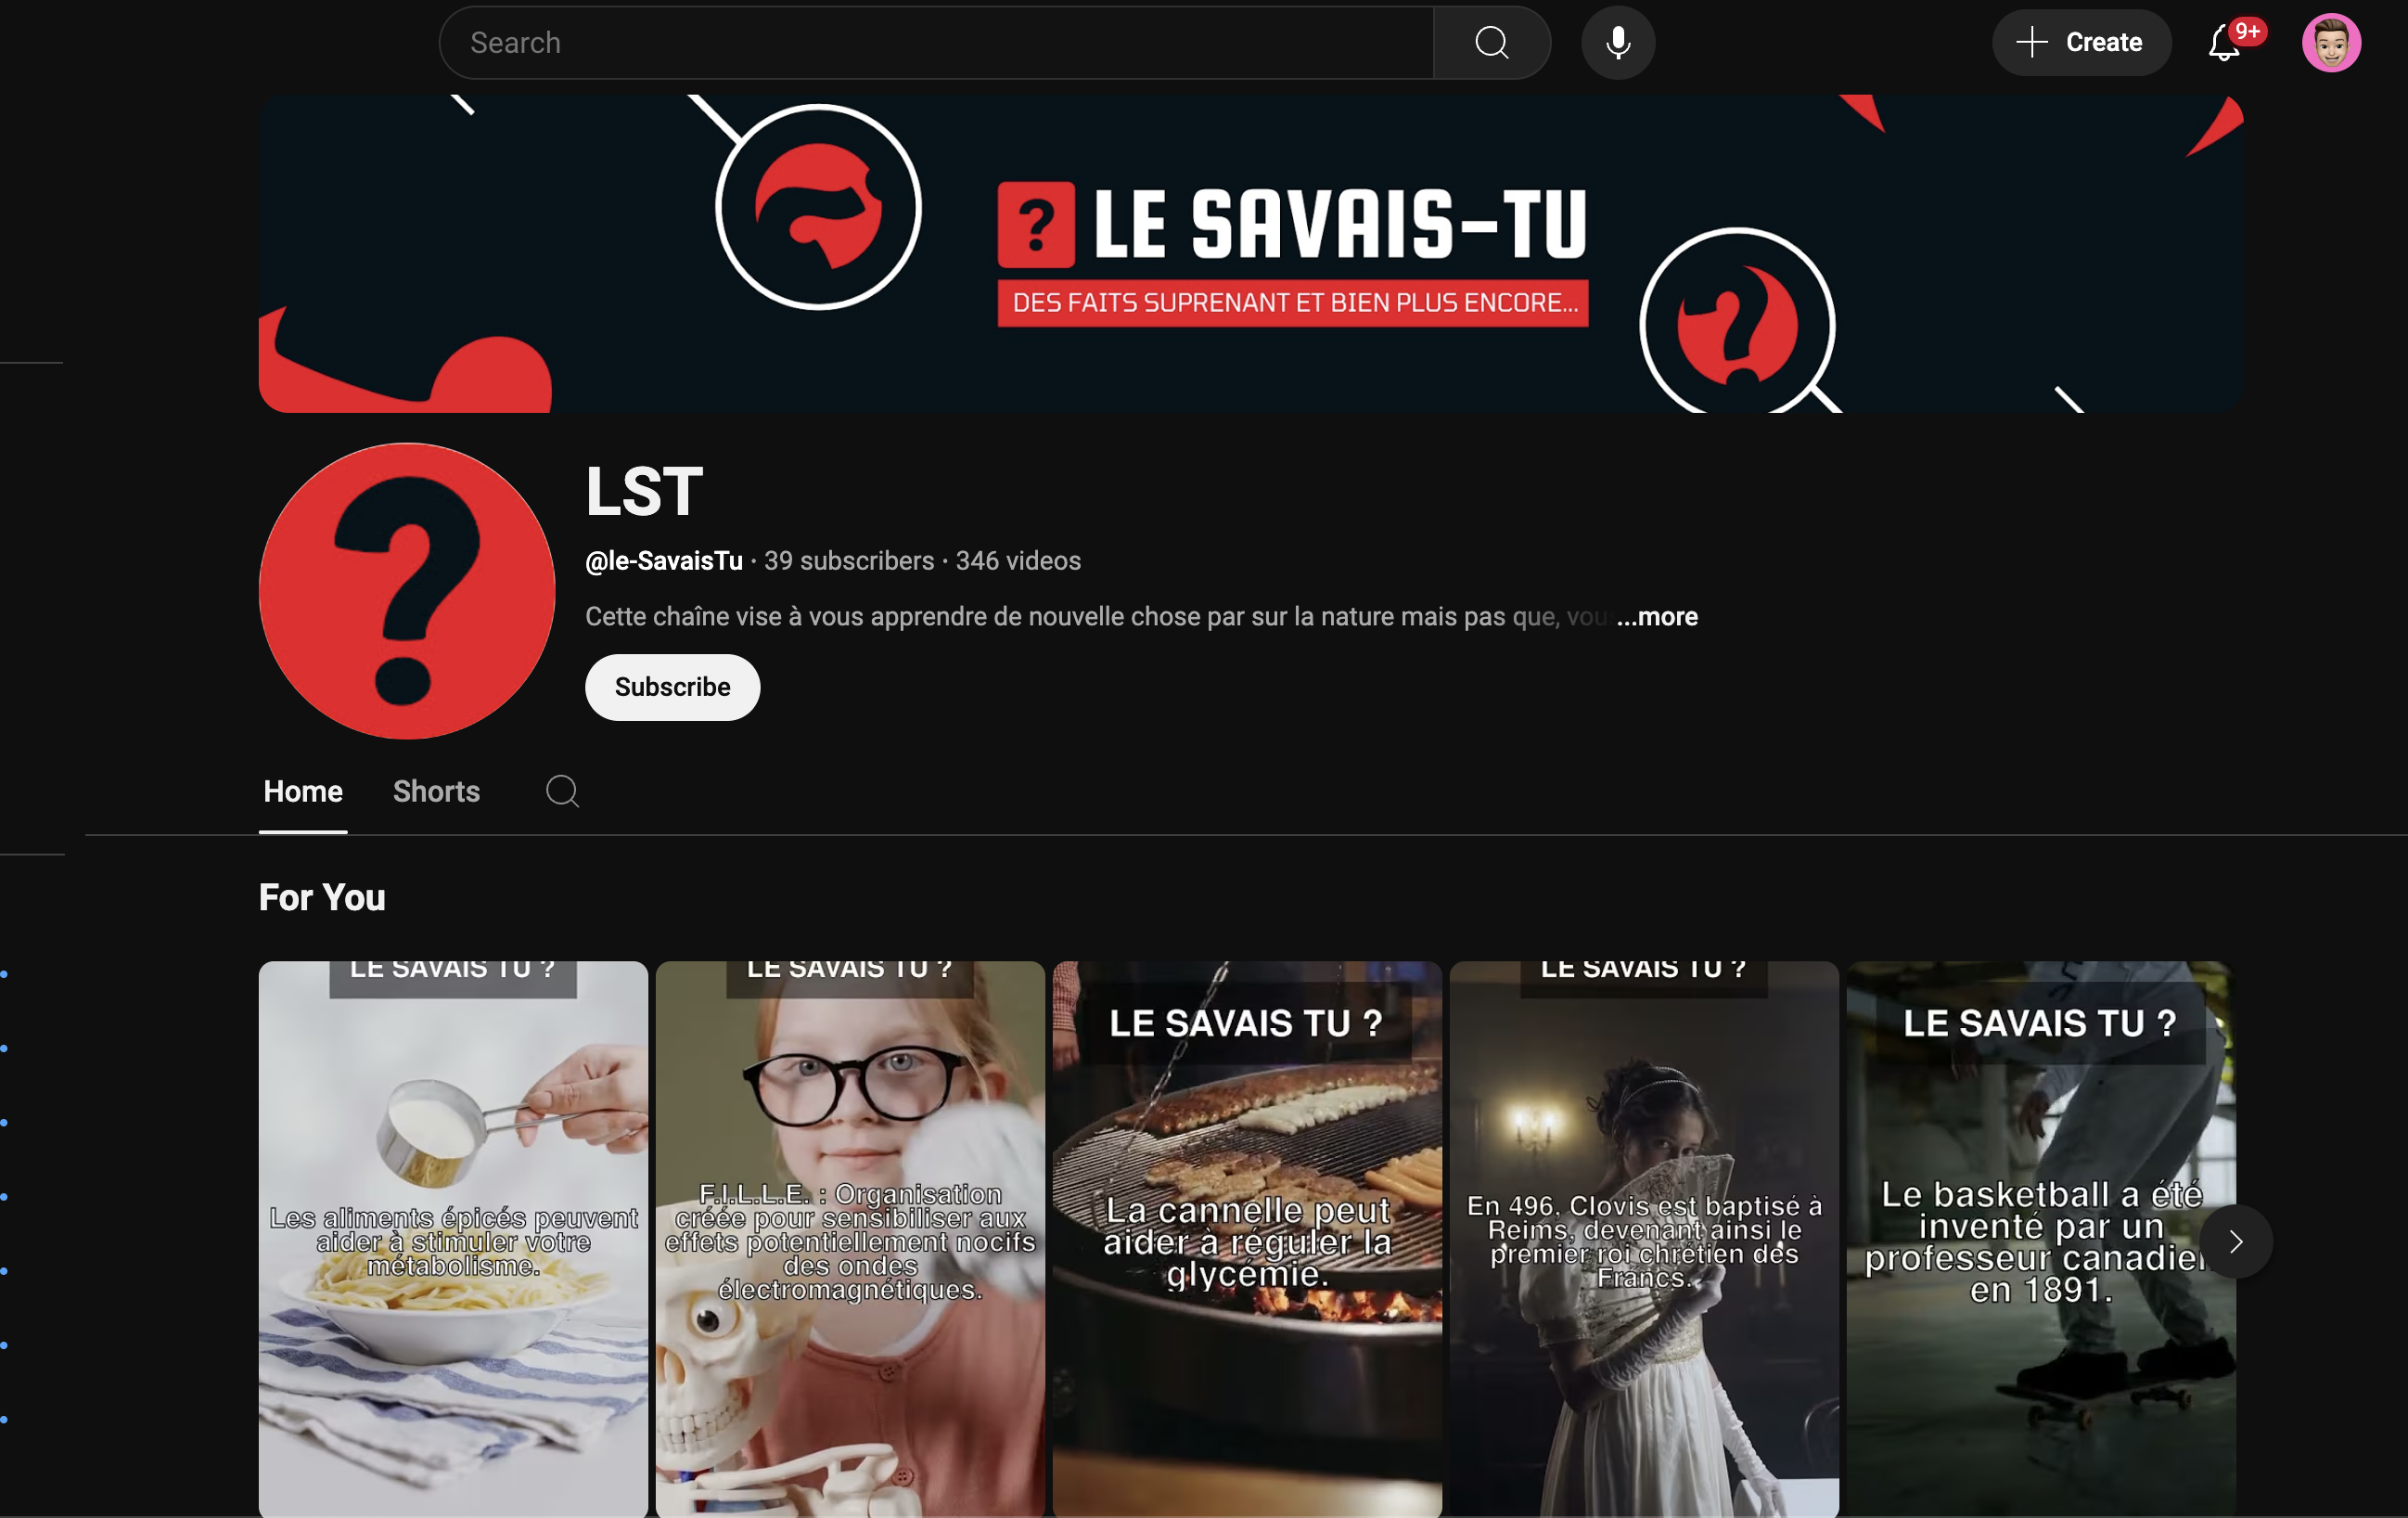 Search
Create
9+
? LE SAVAIS-TU
DES FAITS SUPRENANT ET BIEN PLUS ENCORE...
?
?
LST
@le-SavaisTu · 39 subscribers · 346 videos
Cette chaîne vise à vous apprendre de nouvelle chose par sur la nature mais pas que, vou ...more
Subscribe
Home
Shorts
For You
LE SAVAIS TU ?
Les aliments épicés peuvent
aider à stimuler votre
métabolisme.
LE SAVAIS TU ?
F.I.L.L.E. : Organisation
créée pour sensibiliser aux
effets potentiellement nocifs
des ondes
électromagnétiques.
LE SAVAIS TU ?
La cannelle peut
aider à réguler la
glycémie.
LE SAVAIS TU ?
En 496, Clovis est baptisé à
Reims, devenant ainsi le
premier roi chrétien des
Francs.
LE SAVAIS TU ?
Le basketball a été
inventé par un
professeur canadien
en 1891.